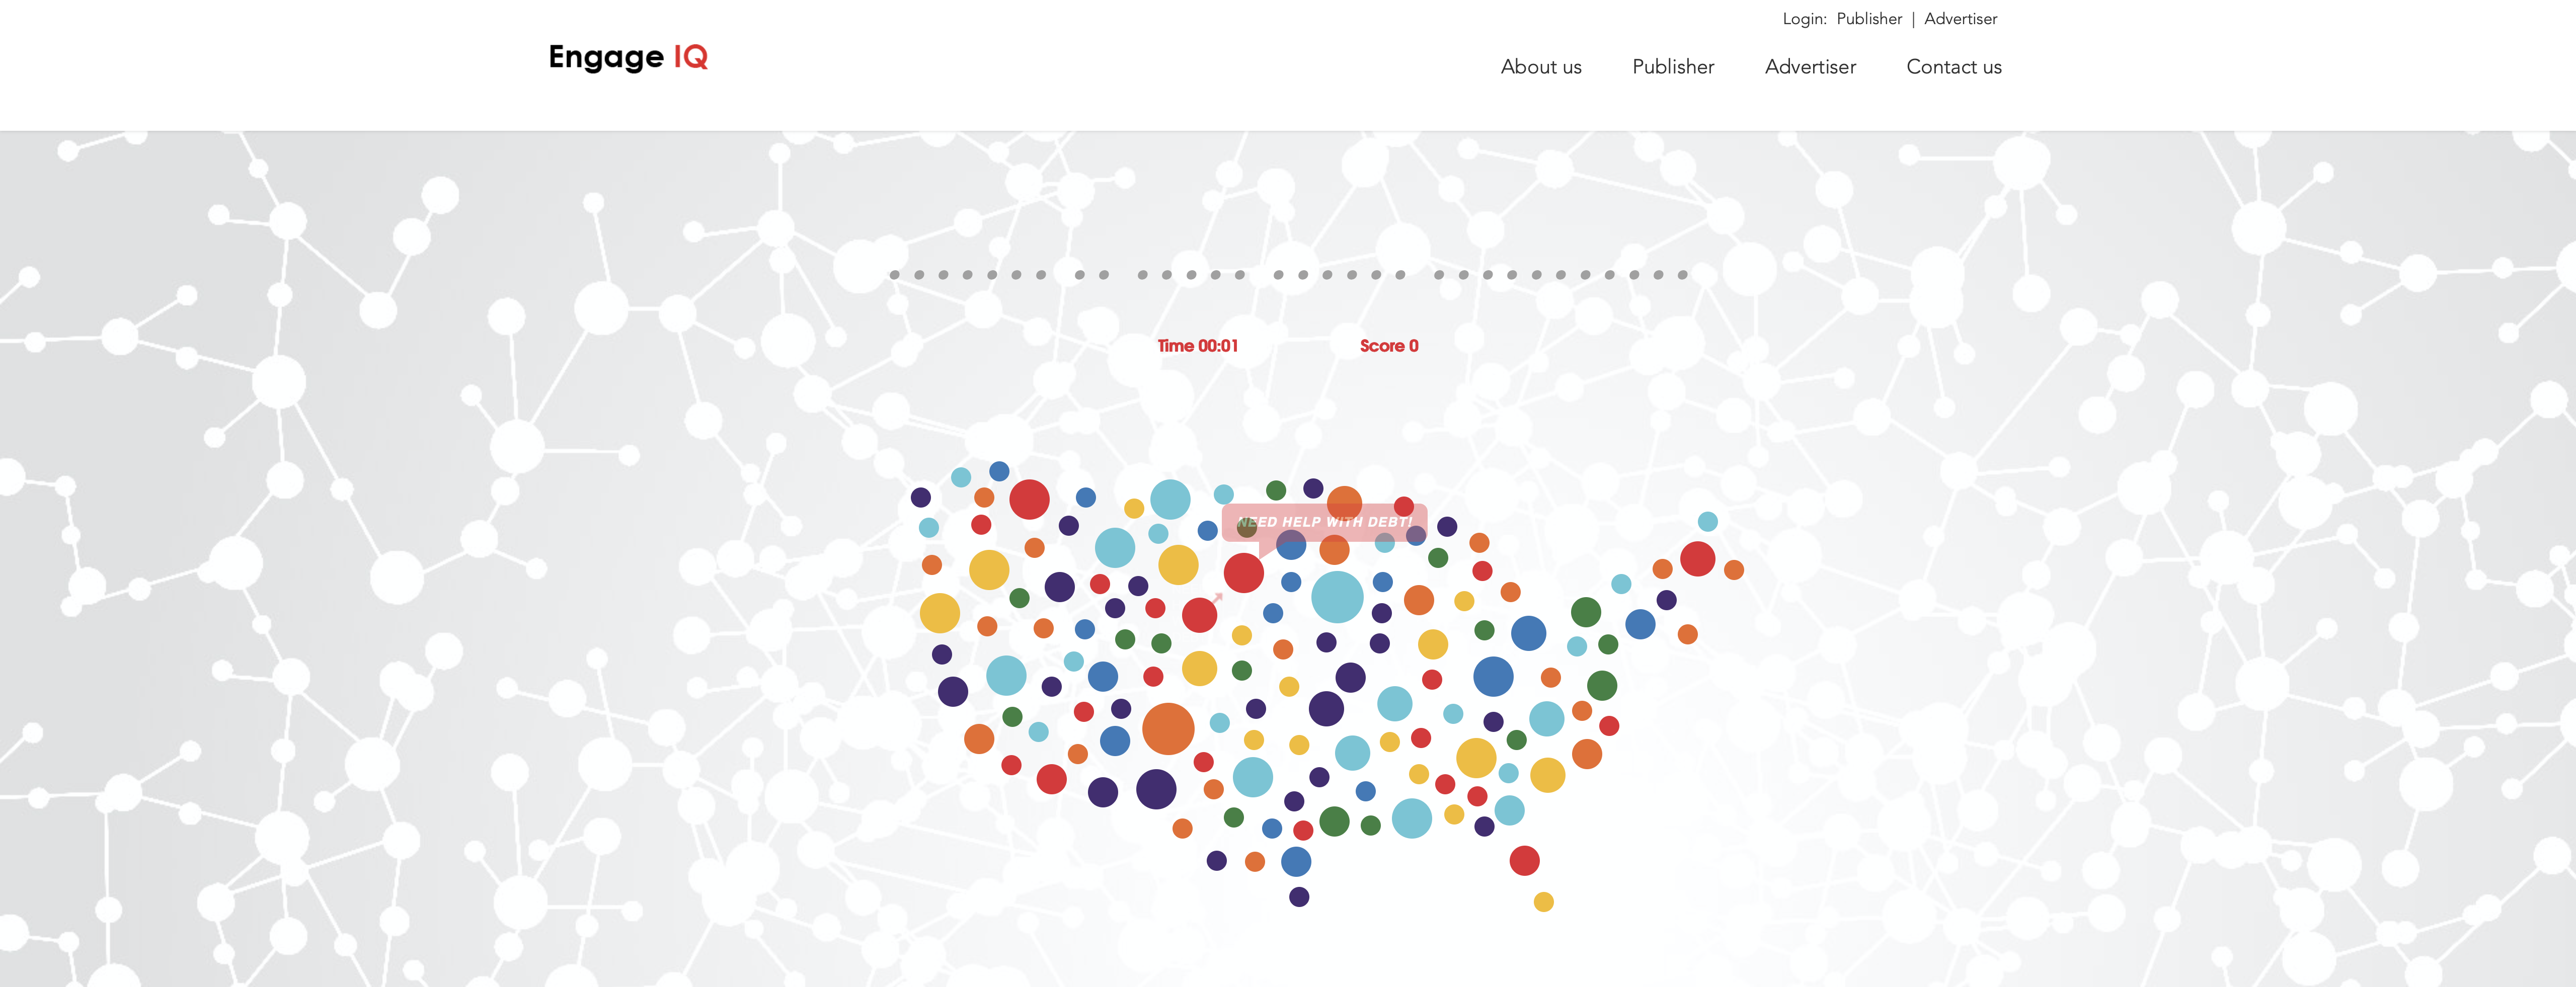 Login: Publisher | Advertiser
Engage IQ
About us Publisher Advertiser Contact us
Time 00:01 Score 0
NEED HELP WITH DEBT!